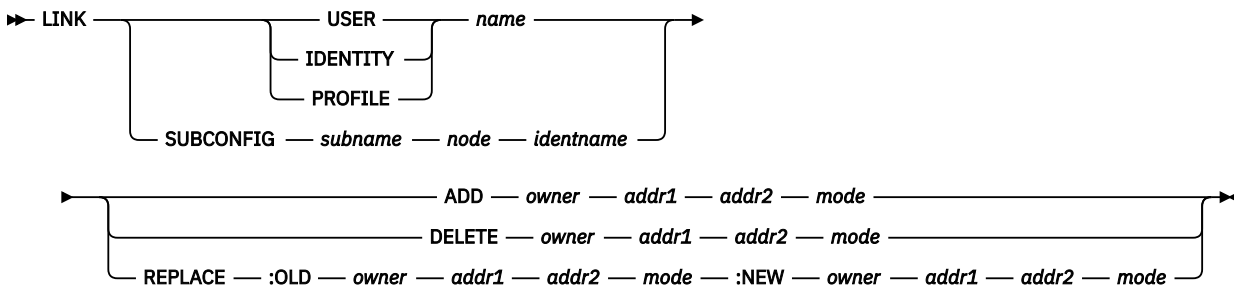 LINK USER name
IDENTITY
PROFILE
SUBCONFIG subname node identname
ADD owner addr1 addr2 mode
DELETE owner addr1 addr2 mode
REPLACE :OLD owner addr1 addr2 mode :NEW owner addr1 addr2 mode